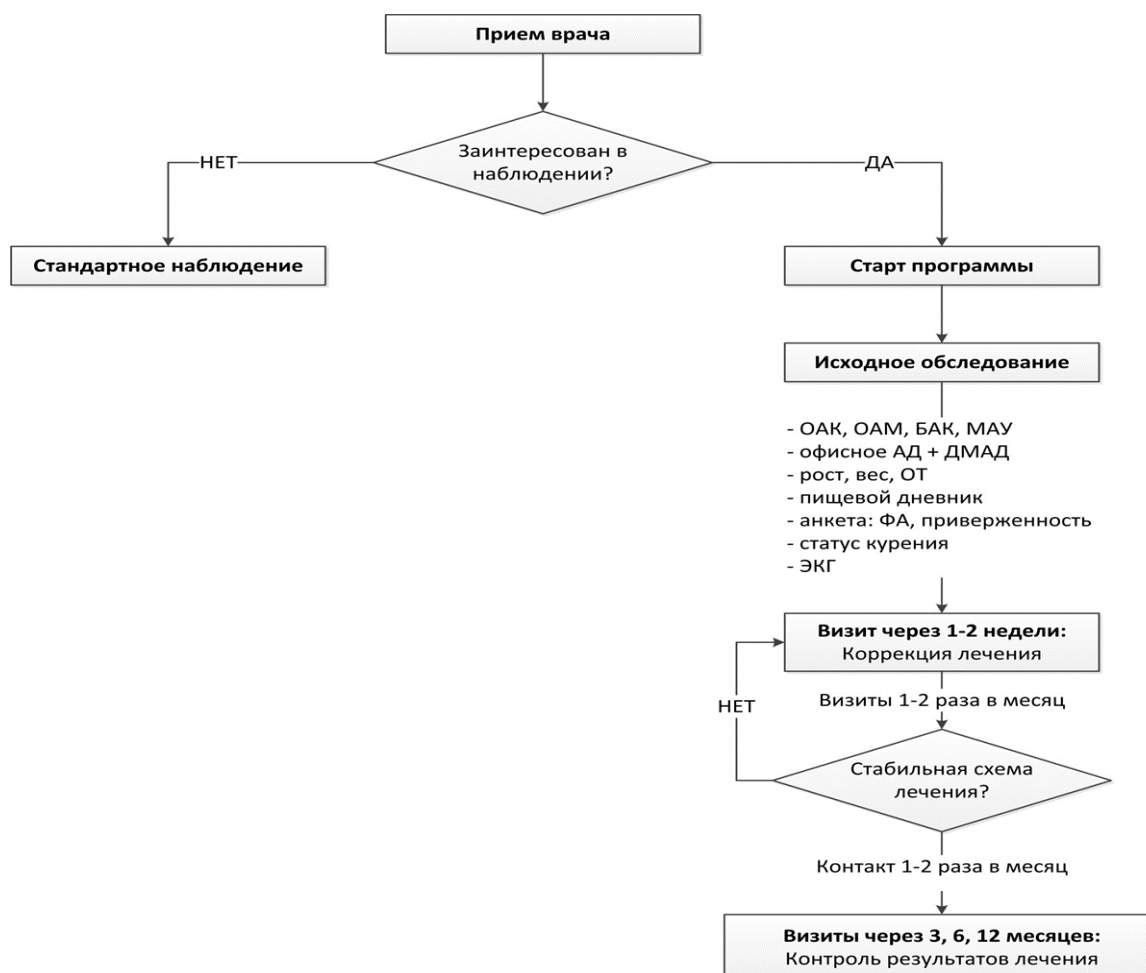 Прием врача
Заинтересован в
наблюдении?
НЕТ
ДА
Стандартное наблюдение
Старт программы
Исходное обследование
- ОАК, ОАМ, БАК, МАУ
- офисное АД + ДМАД
- рост, вес, ОТ
- пищевой дневник
- анкета: ФА, приверженность
- статус курения
- ЭКГ
Визит через 1-2 недели:
Коррекция лечения
НЕТ
Визиты 1-2 раза в месяц
Стабильная схема
лечения?
Контакт 1-2 раза в месяц
Визиты через 3, 6, 12 месяцев:
Контроль результатов лечения